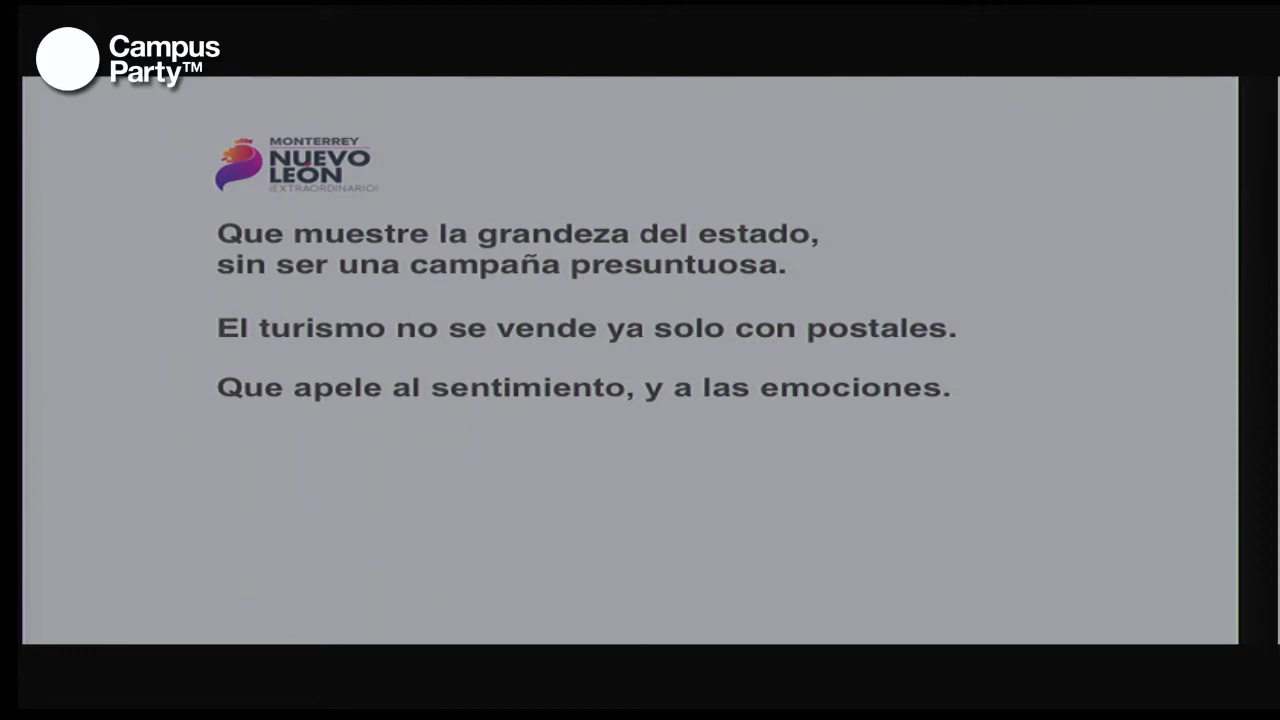 Campus
Party™
MONTERREY
NUEVO
LEÓN
¡EXTRAORDINARIO!
Que muestre la grandeza del estado,
sin ser una campaña presuntuosa.
El turismo no se vende ya solo con postales.
Que apele al sentimiento, y a las emociones.